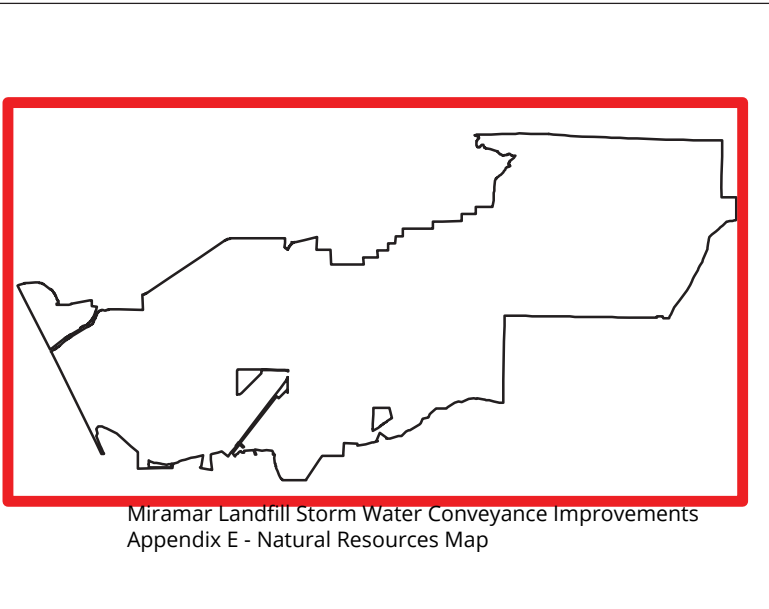 Miramar Landfill Storm Water Conveyance Improvements
Appendix E - Natural Resources Map